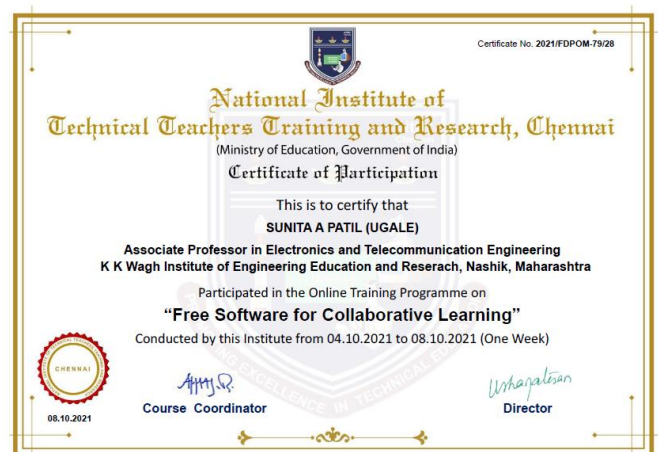 Certificate No. 2021/FDPOM-79/28
National Institute of
Technical Teachers Training and Research, Chennai
(Ministry of Education, Government of India)
Certificate of Participation
This is to certify that
SUNITA A PATIL (UGALE)
Associate Professor in Electronics and Telecommunication Engineering
K K Wagh Institute of Engineering Education and Reserach, Nashik, Maharashtra
Participated in the Online Training Programme on
“Free Software for Collaborative Learning”
Conducted by this Institute from 04.10.2021 to 08.10.2021 (One Week)
CHENNAI
08.10.2021
Course Coordinator
Director